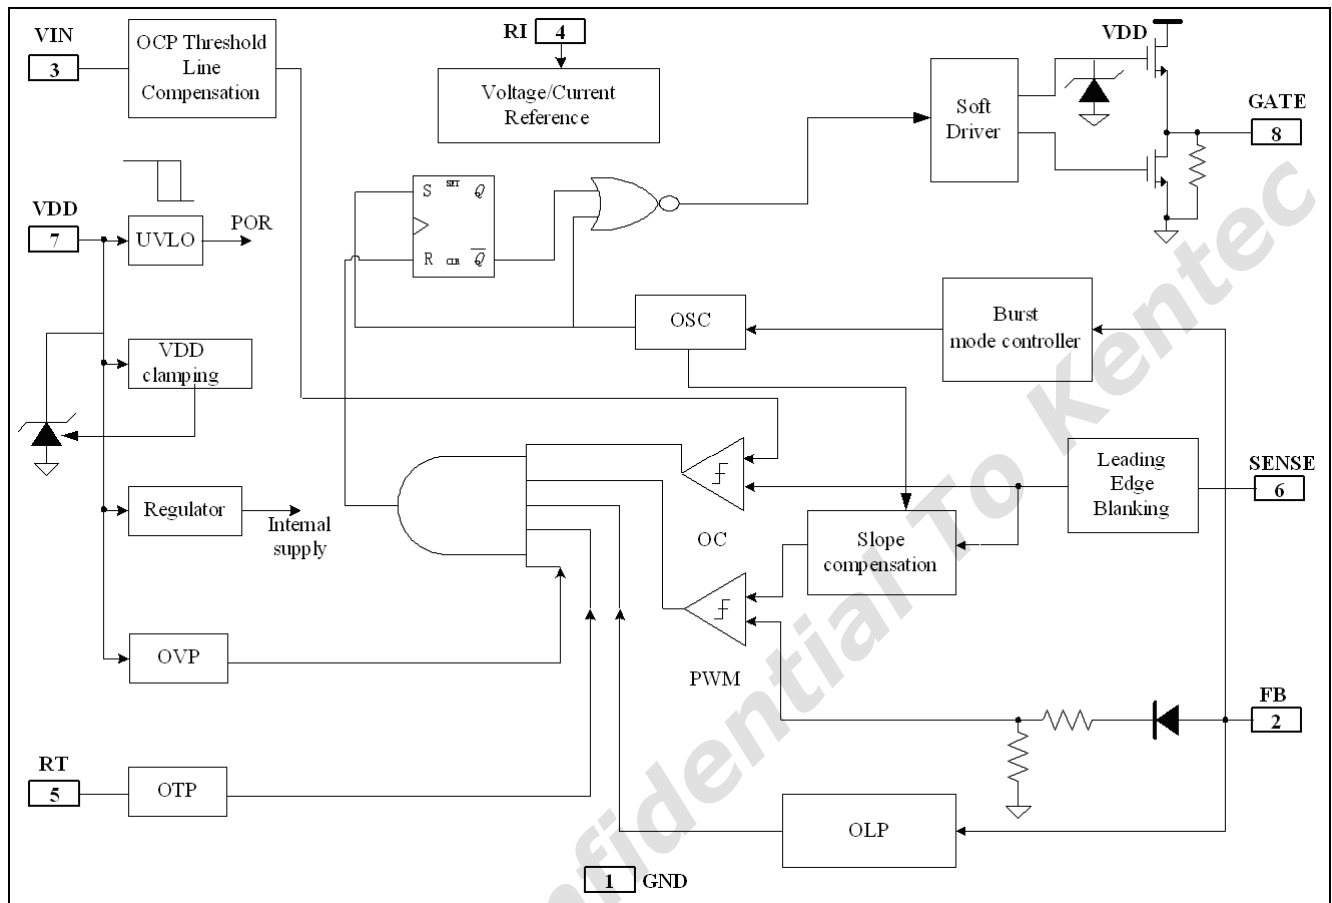 VIN
3
OCP Threshold
Line
Compensation
RI
4
Voltage/Current
Reference
Soft
Driver
VDD
GATE
8
VDD
7
UVLO
POR
S
SET
Q
R
CLR
Q
OSC
Burst
mode controller
VDD
clamping
Regulator
Internal
supply
OC
Slope
compensation
Leading
Edge
Blanking
SENSE
6
OVP
PWM
FB
2
RT
5
OTP
OLP
1
GND
nfidential To Kentec